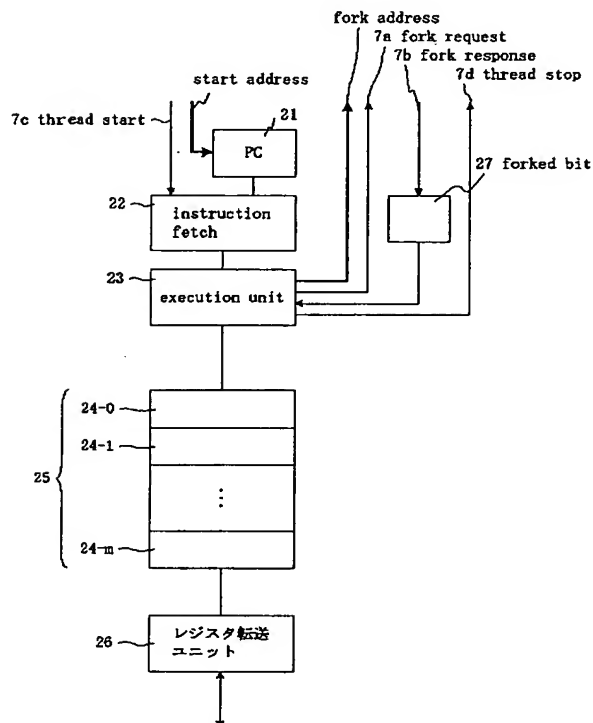 fork address
7a fork request
7b fork response
7d thread stop
start address
7c thread start
21
PC
27 forked bit
22
instruction
fetch
23
execution unit
24-0
24-1
25
⋮
24-m
レジスタ転送
ユニット
26